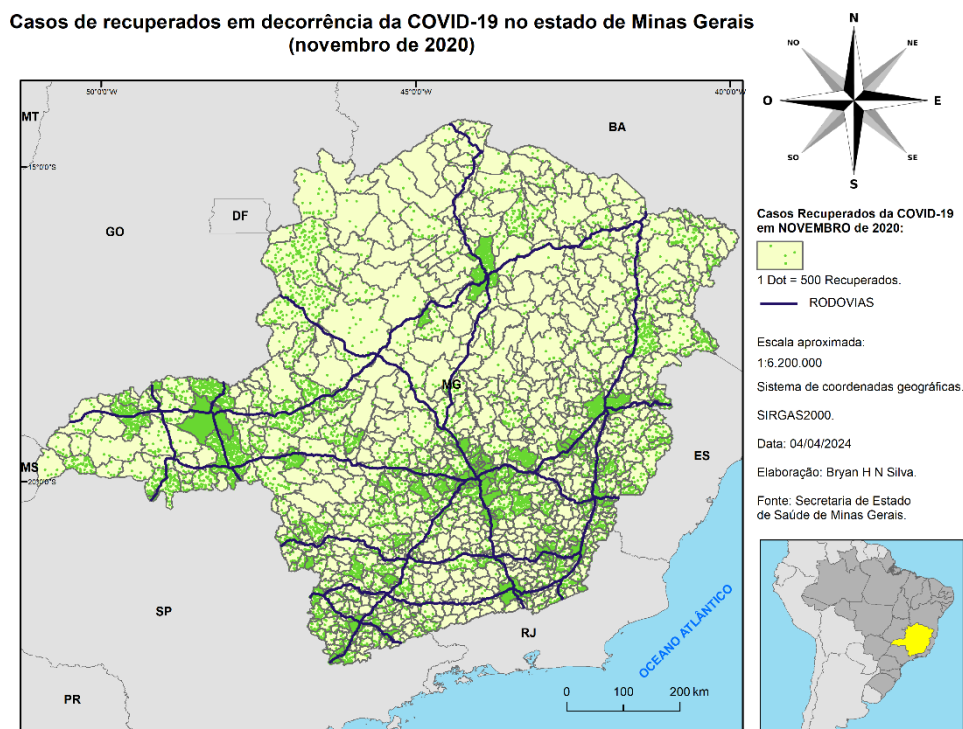 Casos de recuperados em decorrência da COVID-19 no estado de Minas Gerais
(novembro de 2020)
50°0'0"W
45°0'0"W
40°0'0"W
MT
BA
15°0'0"S
GO
DF
MG
MS
20°0'0"S
ES
SP
RJ
PR
OCEANO ATLÂNTICO
0 100 200 km
N
NO
NE
O
E
SO
SE
S
Casos Recuperados da COVID-19
em NOVEMBRO de 2020:
1 Dot = 500 Recuperados.
RODOVIAS
Escala aproximada:
1:6.200.000
Sistema de coordenadas geográficas.
SIRGAS2000.
Data: 04/04/2024
Elaboração: Bryan H N Silva.
Fonte: Secretaria de Estado
de Saúde de Minas Gerais.